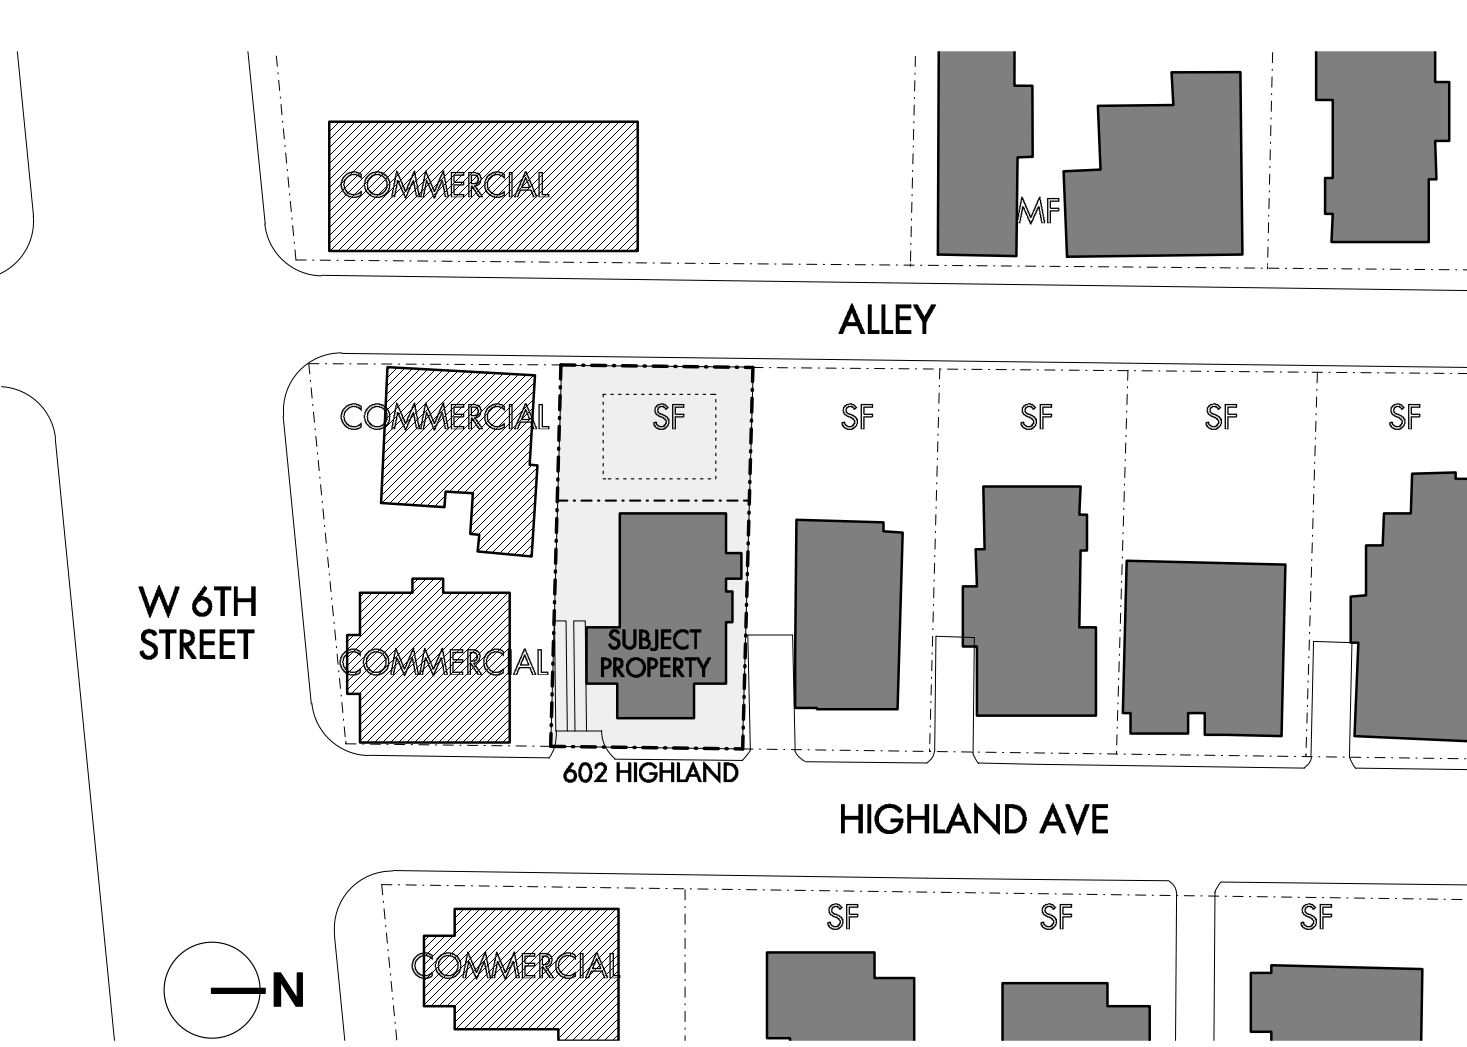 COMMERCIAL
MF
ALLEY
COMMERCIAL
SF
SF
SF
SF
SF
W 6TH
STREET
SUBJECT
PROPERTY
COMMERCIAL
602 HIGHLAND
HIGHLAND AVE
SF
SF
SF
COMMERCIAL
N